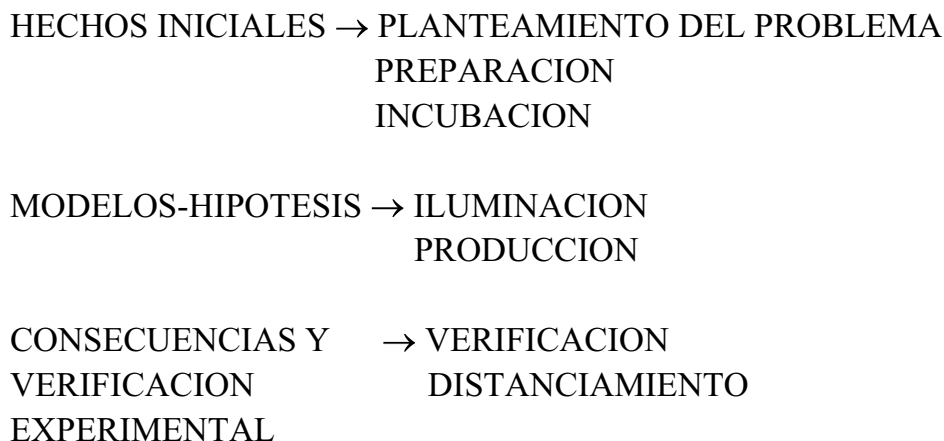 HECHOS INICIALES → PLANTEAMIENTO DEL PROBLEMA
PREPARACION
INCUBACION
MODELOS-HIPOTESIS → ILUMINACION
PRODUCCION
CONSECUENCIAS Y → VERIFICACION
VERIFICACION DISTANCIAMIENTO
EXPERIMENTAL